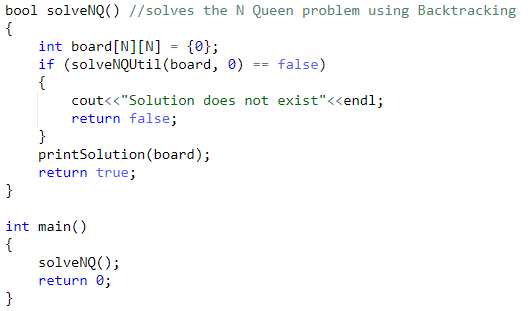 bool solveNQ() //solves the N Queen problem using Backtracking
{
    int board[N][N] = {0};
    if (solveNQUtil(board, 0) == false)
    {
        cout<<"Solution does not exist"<<endl;
        return false;
    }
    printSolution(board);
    return true;
}

int main()
{
    solveNQ();
    return 0;
}